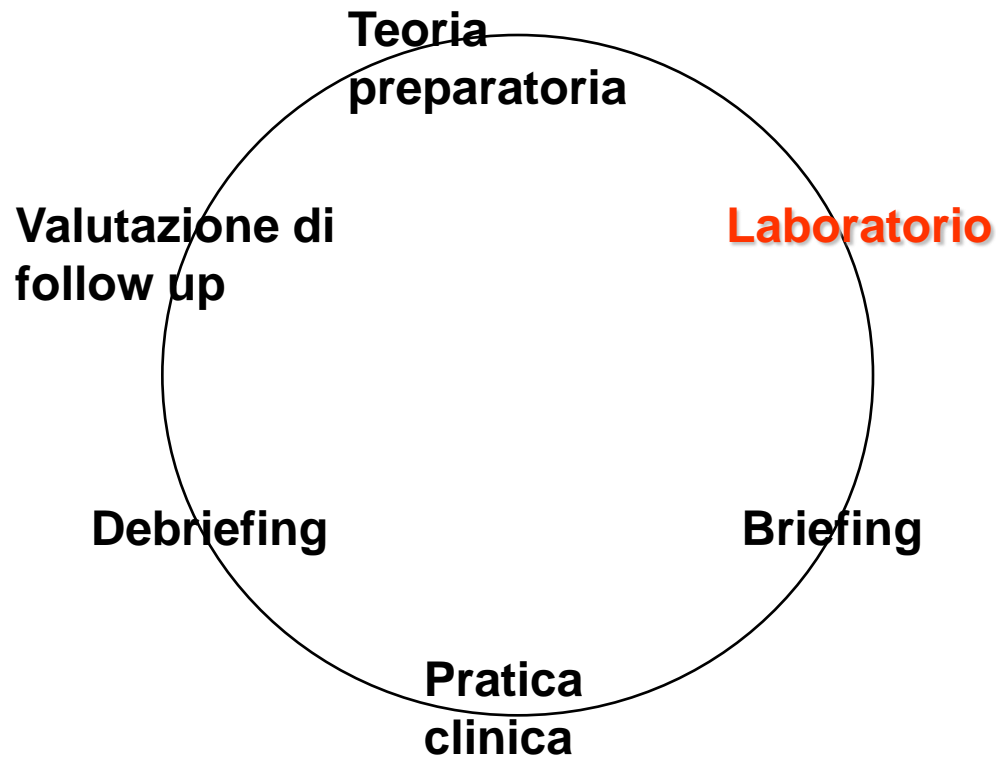 Teoria
preparatoria
Valutazione di
follow up
Laboratorio
Debriefing
Briefing
Pratica
clinica